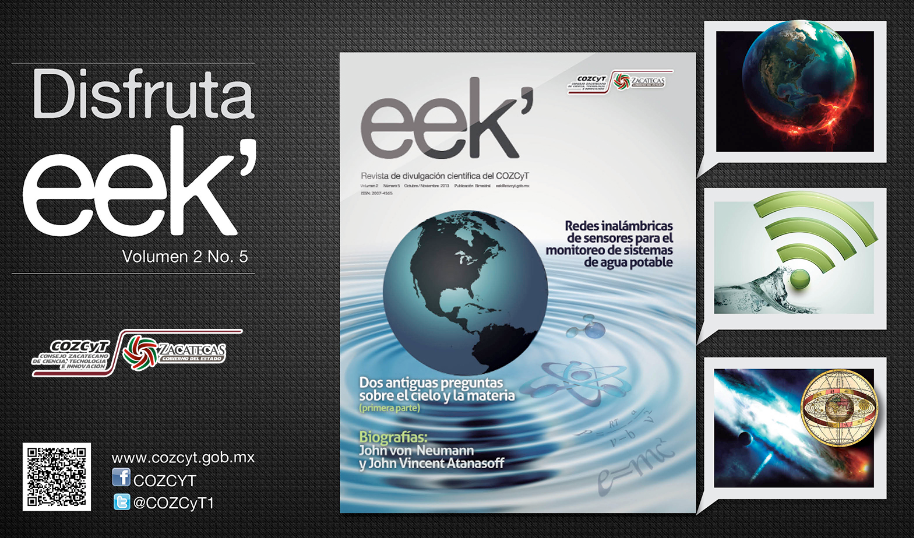 Disfruta
eek'
Volumen 2 No. 5
COZCyT
CONSEJO ZACATECANO
DE CIENCIA, TECNOLOGÍA
E INNOVACIÓN
ZACATECAS
GOBIERNO DEL ESTADO
www.cozcyt.gob.mx
COZCYT
@COZCyT1
COZCyT
ZACATECAS
eek'
Revista de divulgación científica del COZCyT
Volumen 2 Número 5 Octubre / Noviembre 2013 Publicación Bimestral eek@cozcyt.gob.mx
Redes inalámbricas
de sensores para el
monitoreo de sistemas
de agua potable
Dos antiguas preguntas
sobre el cielo y la materia
(primera parte)
Biografías:
John von Neumann
y John Vincent Atanasoff
e=mc